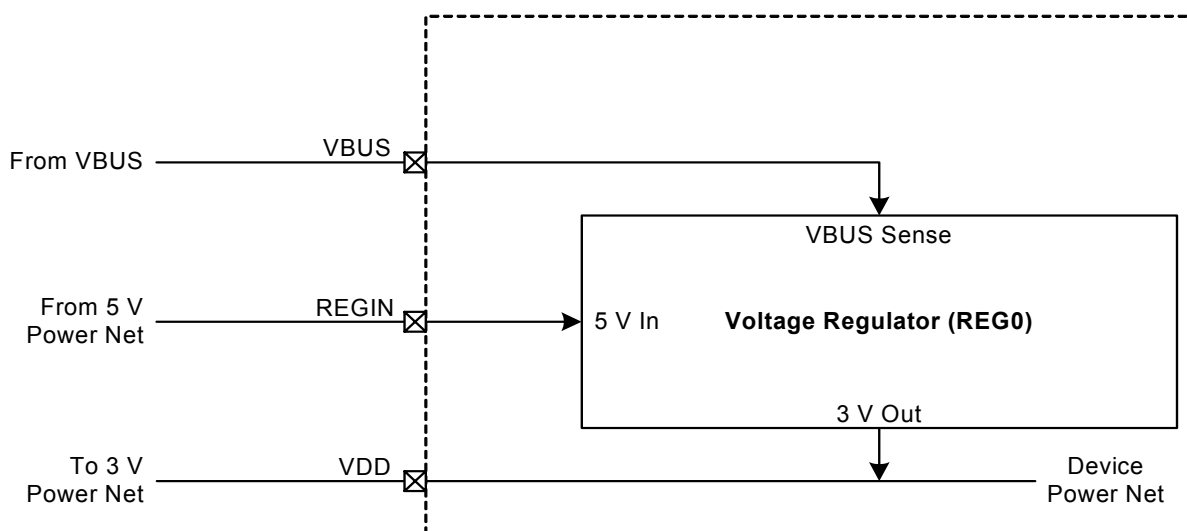 From VBUS
VBUS
VBUS Sense
From 5 V
Power Net
REGIN
5 V In
Voltage Regulator (REG0)
3 V Out
To 3 V
Power Net
VDD
Device
Power Net